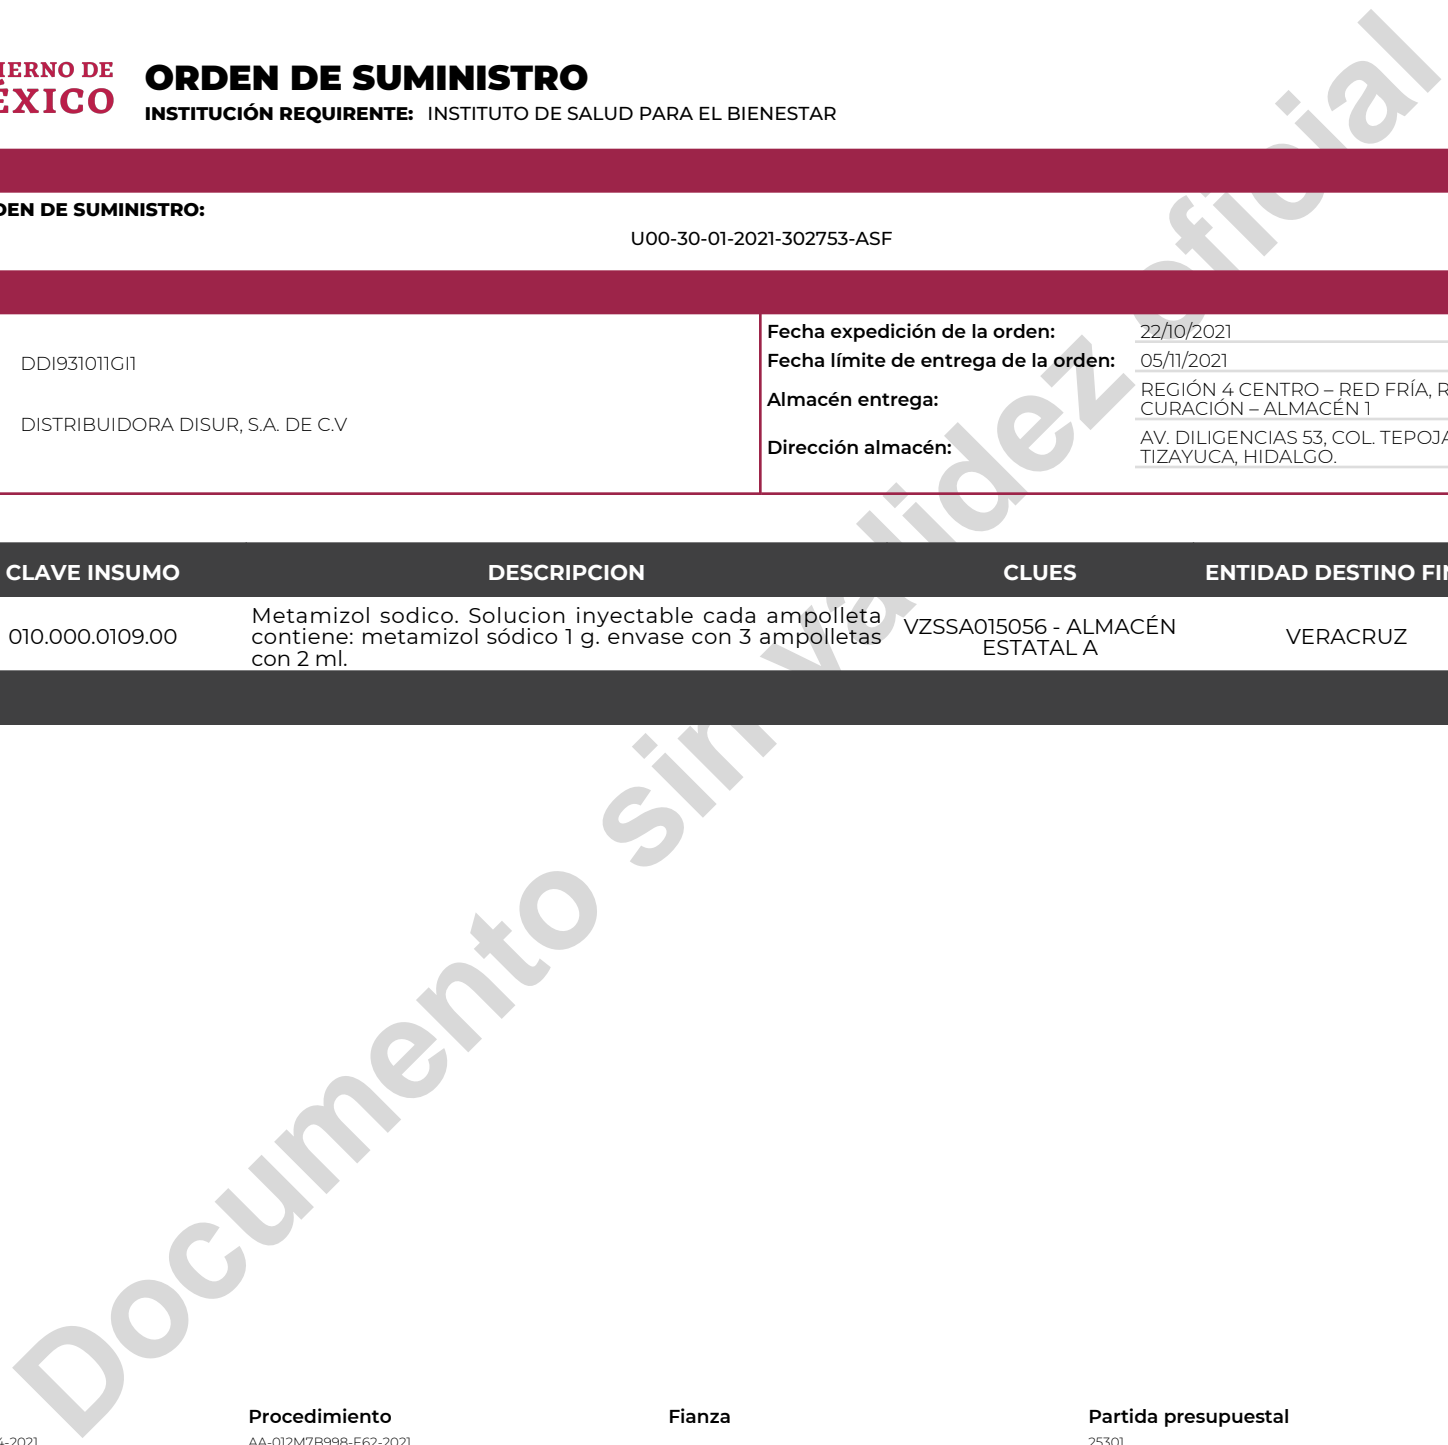 ORDEN DE SUMINISTRO
INSTITUCIÓN REQUIRENTE: INSTITUTO DE SALUD PARA EL BIENESTAR
DE
DE SUMINISTRO:
U00-30-01-2021-302753-ASF
DDI931011GI1
DISTRIBUIDORA DISUR, S.A. DE C.V
Fecha expedición de la orden: 22/10/2021
Fecha límite de entrega de la orden: 05/11/2021
Almacén entrega: REGIÓN 4 CENTRO – RED FRÍA,
CURACIÓN – ALMACÉN 1
Dirección almacén: AV. DILIGENCIAS 53, COL.
TIZAYUCA, HIDALGO.
CLAVE INSUMO DESCRIPCION CLUES ENTIDAD DESTINO
010.000.0109.00
Metamizol sodico. Solucion inyectable cada ampolleta
contiene: metamizol sódico 1 g. envase con 3 ampolletas
con 2 ml.
VZSSA015056 - ALMACÉN
ESTATAL A
VERACRUZ
Documento sin validez oficial
Procedimiento Fianza Partida presupuestal
AA-012M7B998-E62-2021 25301